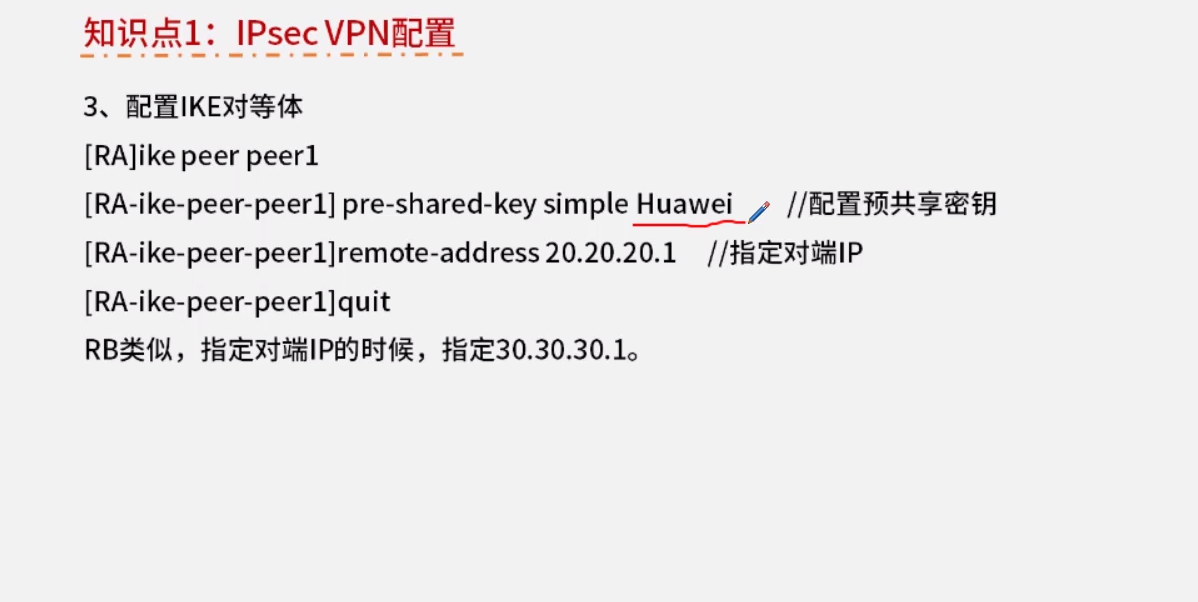 知识点1：IPsec VPN配置
3、配置IKE对等体
[RA]ike peer peer1
[RA-ike-peer-peer1] pre-shared-key simple Huawei //配置预共享密钥
[RA-ike-peer-peer1]remote-address 20.20.20.1 //指定对端IP
[RA-ike-peer-peer1]quit
RB类似，指定对端IP的时候，指定30.30.30.1。